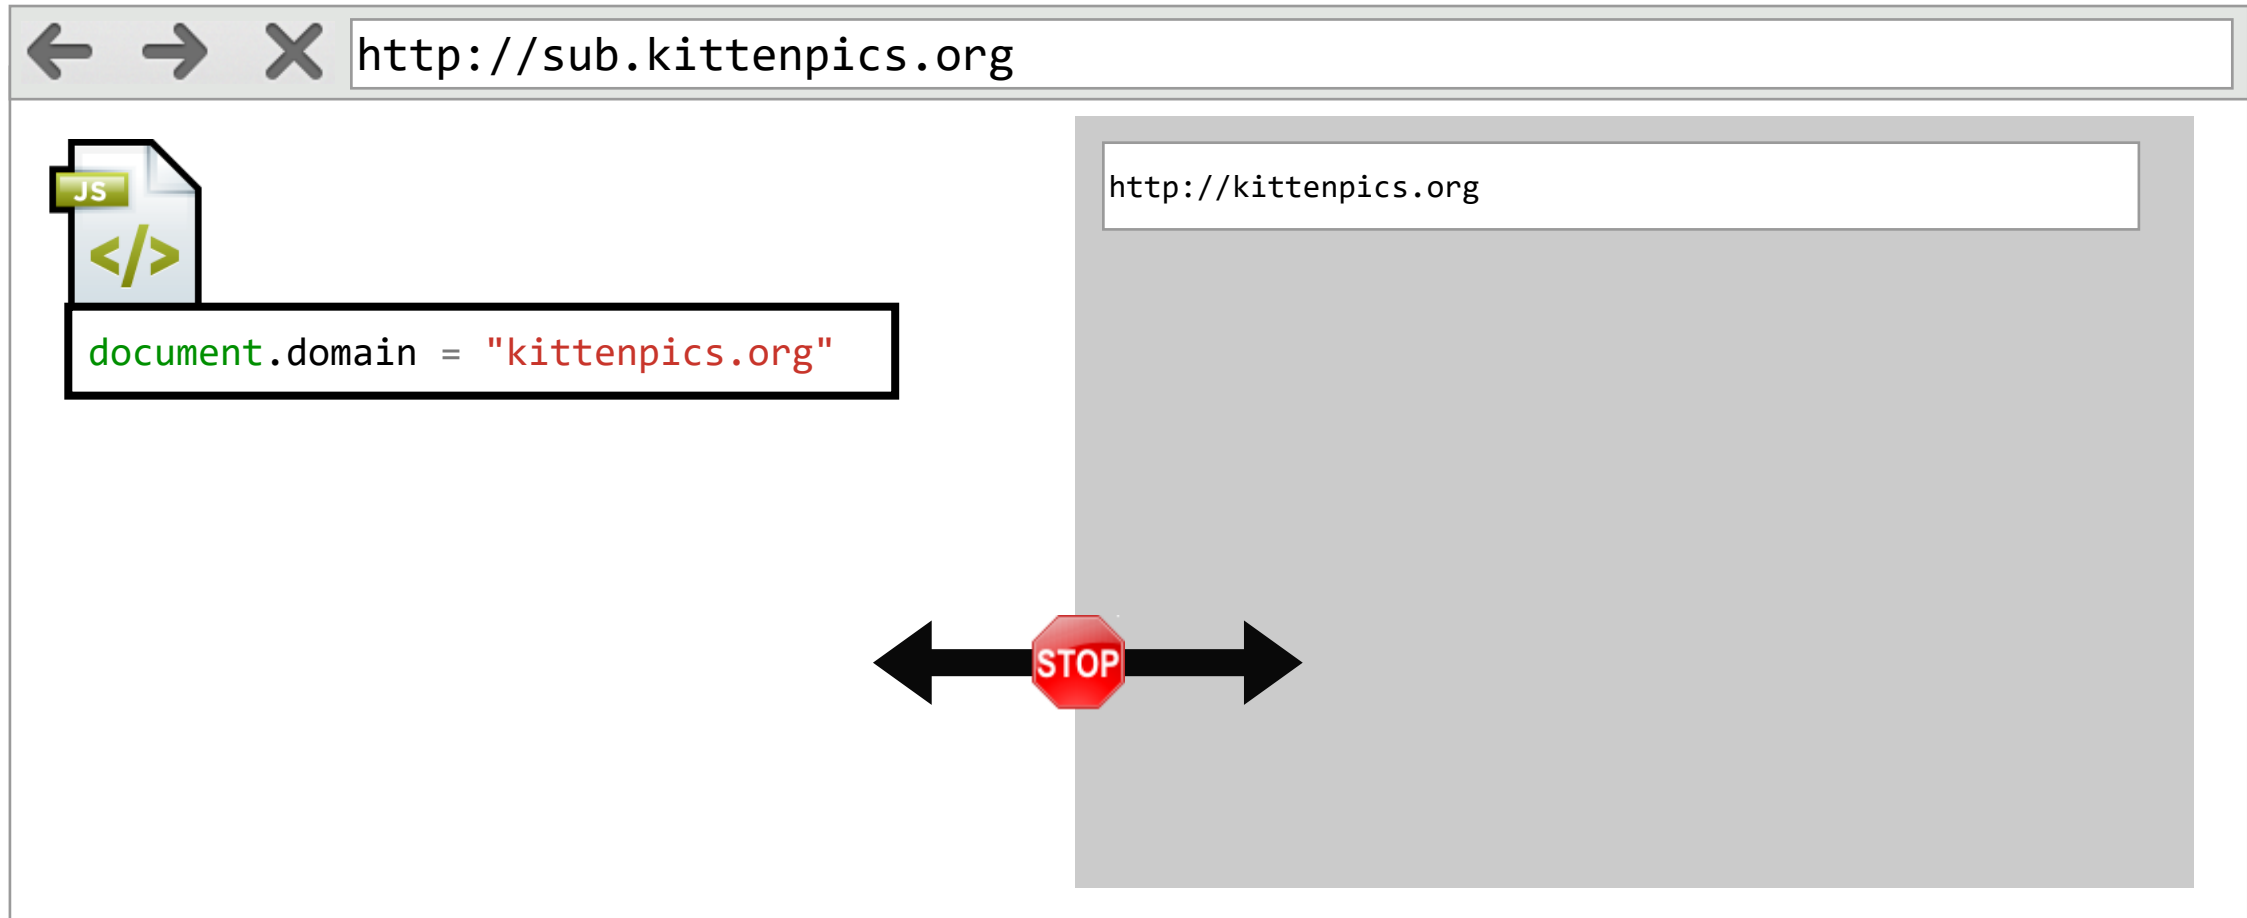 http://sub.kittenpics.org
JS
</>
http://kittenpics.org
document.domain = "kittenpics.org"
STOP